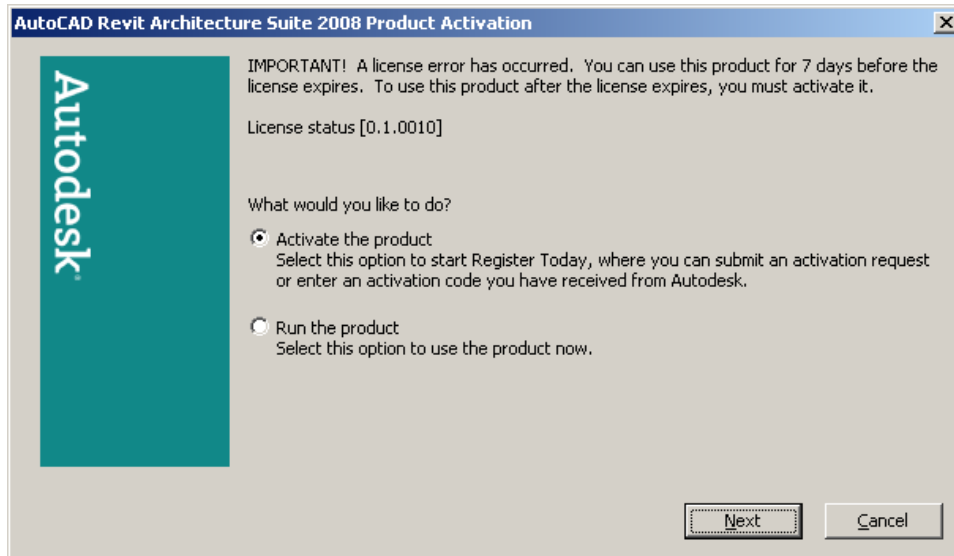 AutoCAD Revit Architecture Suite 2008 Product Activation
Autodesk
IMPORTANT! A license error has occurred. You can use this product for 7 days before the
license expires. To use this product after the license expires, you must activate it.
License status [0.1.0010]
What would you like to do?
Activate the product
Select this option to start Register Today, where you can submit an activation request
or enter an activation code you have received from Autodesk.
Run the product
Select this option to use the product now.
Next
Cancel